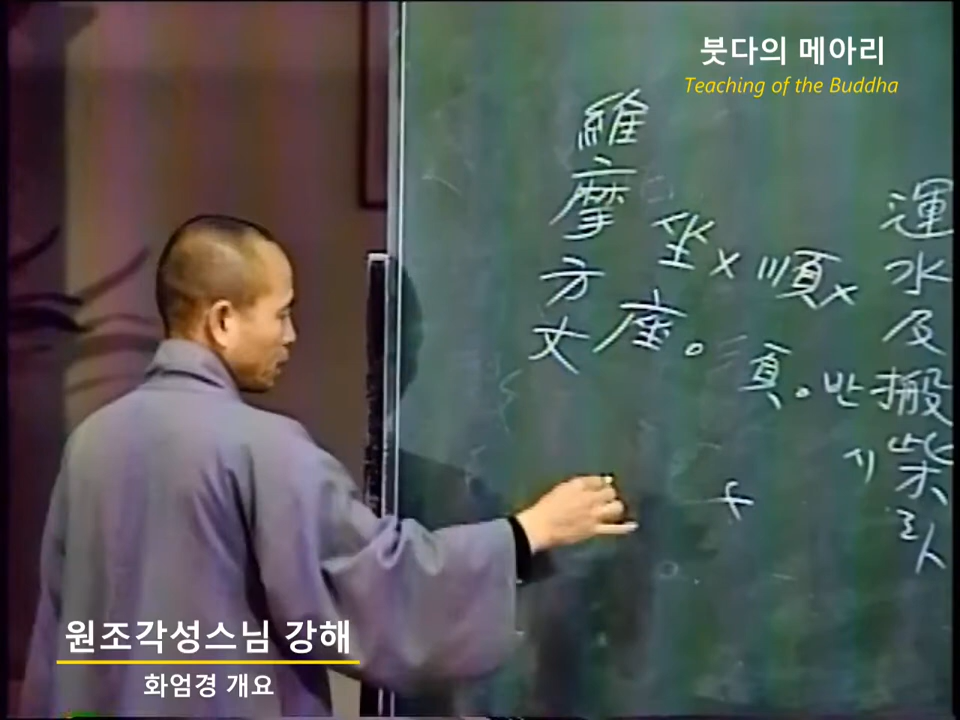 붓다의 메아리
Teaching of the Buddha
運水及搬柴
반
順×
頁。
坐×
座。
維摩方丈
원조각성스님 강해
화엄경 개요